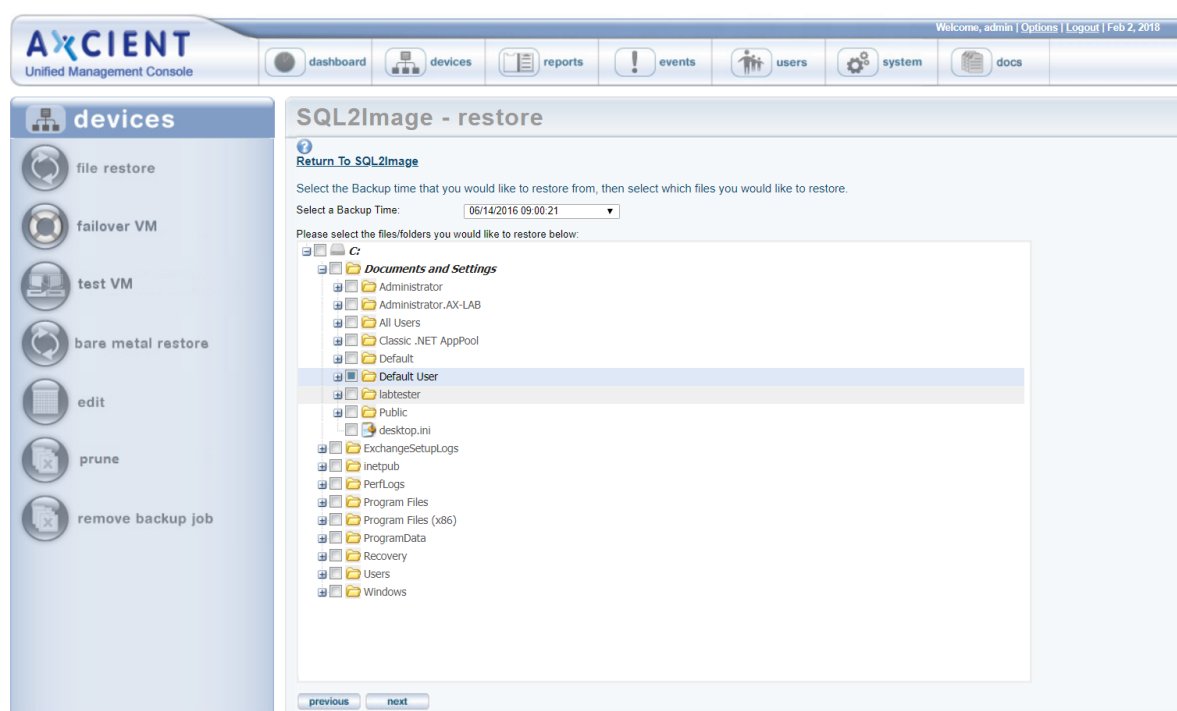 AXCIENT
Unified Management Console
Welcome, admin | Options | Logout | Feb 2, 2018
dashboard devices reports events users system docs
devices
file restore
failover VM
test VM
bare metal restore
edit
prune
remove backup job
SQL2Image - restore
?
Return To SQL2Image
Select the Backup time that you would like to restore from, then select which files you would like to restore.
Select a Backup Time: 06/14/2016 09:00:21
Please select the files/folders you would like to restore below:
C:
Documents and Settings
Administrator
Administrator.AX-LAB
All Users
Classic .NET AppPool
Default
Default User
labtester
Public
desktop.ini
ExchangeSetupLogs
inetpub
PerfLogs
Program Files
Program Files (x86)
ProgramData
Recovery
Users
Windows
previous next